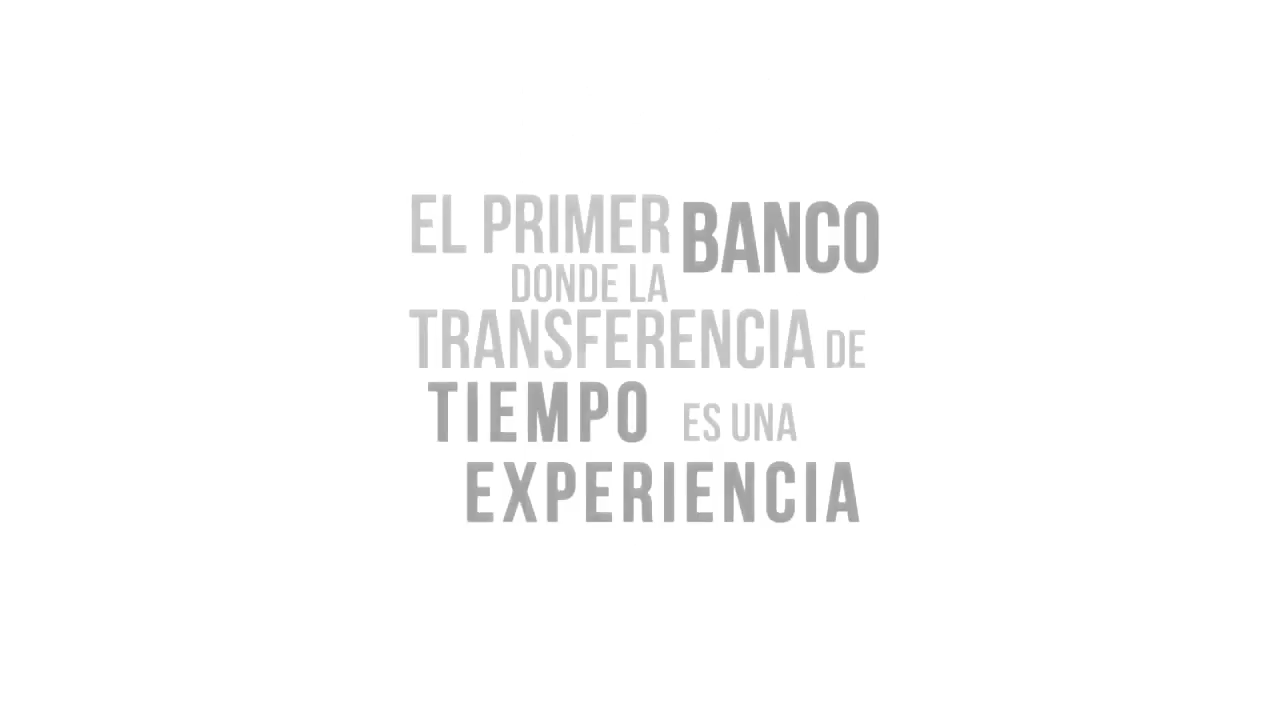 EL PRIMER BANCO
DONDE LA
TRANSFERENCIA DE
TIEMPO ES UNA
EXPERIENCIA